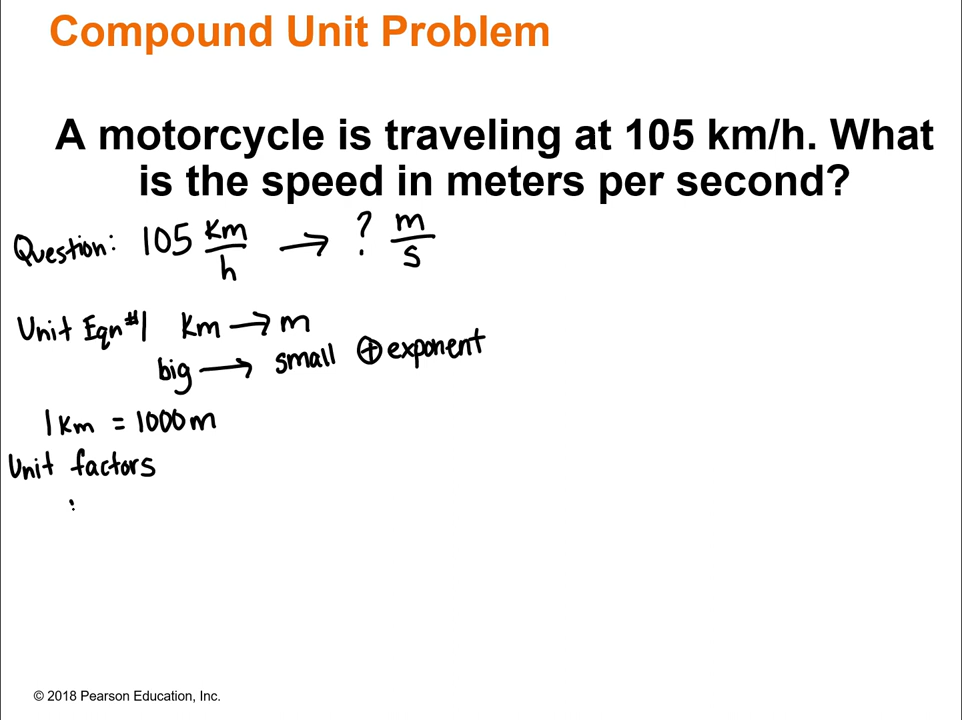 Compound Unit Problem
A motorcycle is traveling at 105 km/h. What
is the speed in meters per second?
Question: 105 km/h → ? m/s
Unit Eqn #1 km → m
big → small ⊕ exponent
1 km = 1000 m
Unit factors
© 2018 Pearson Education, Inc.